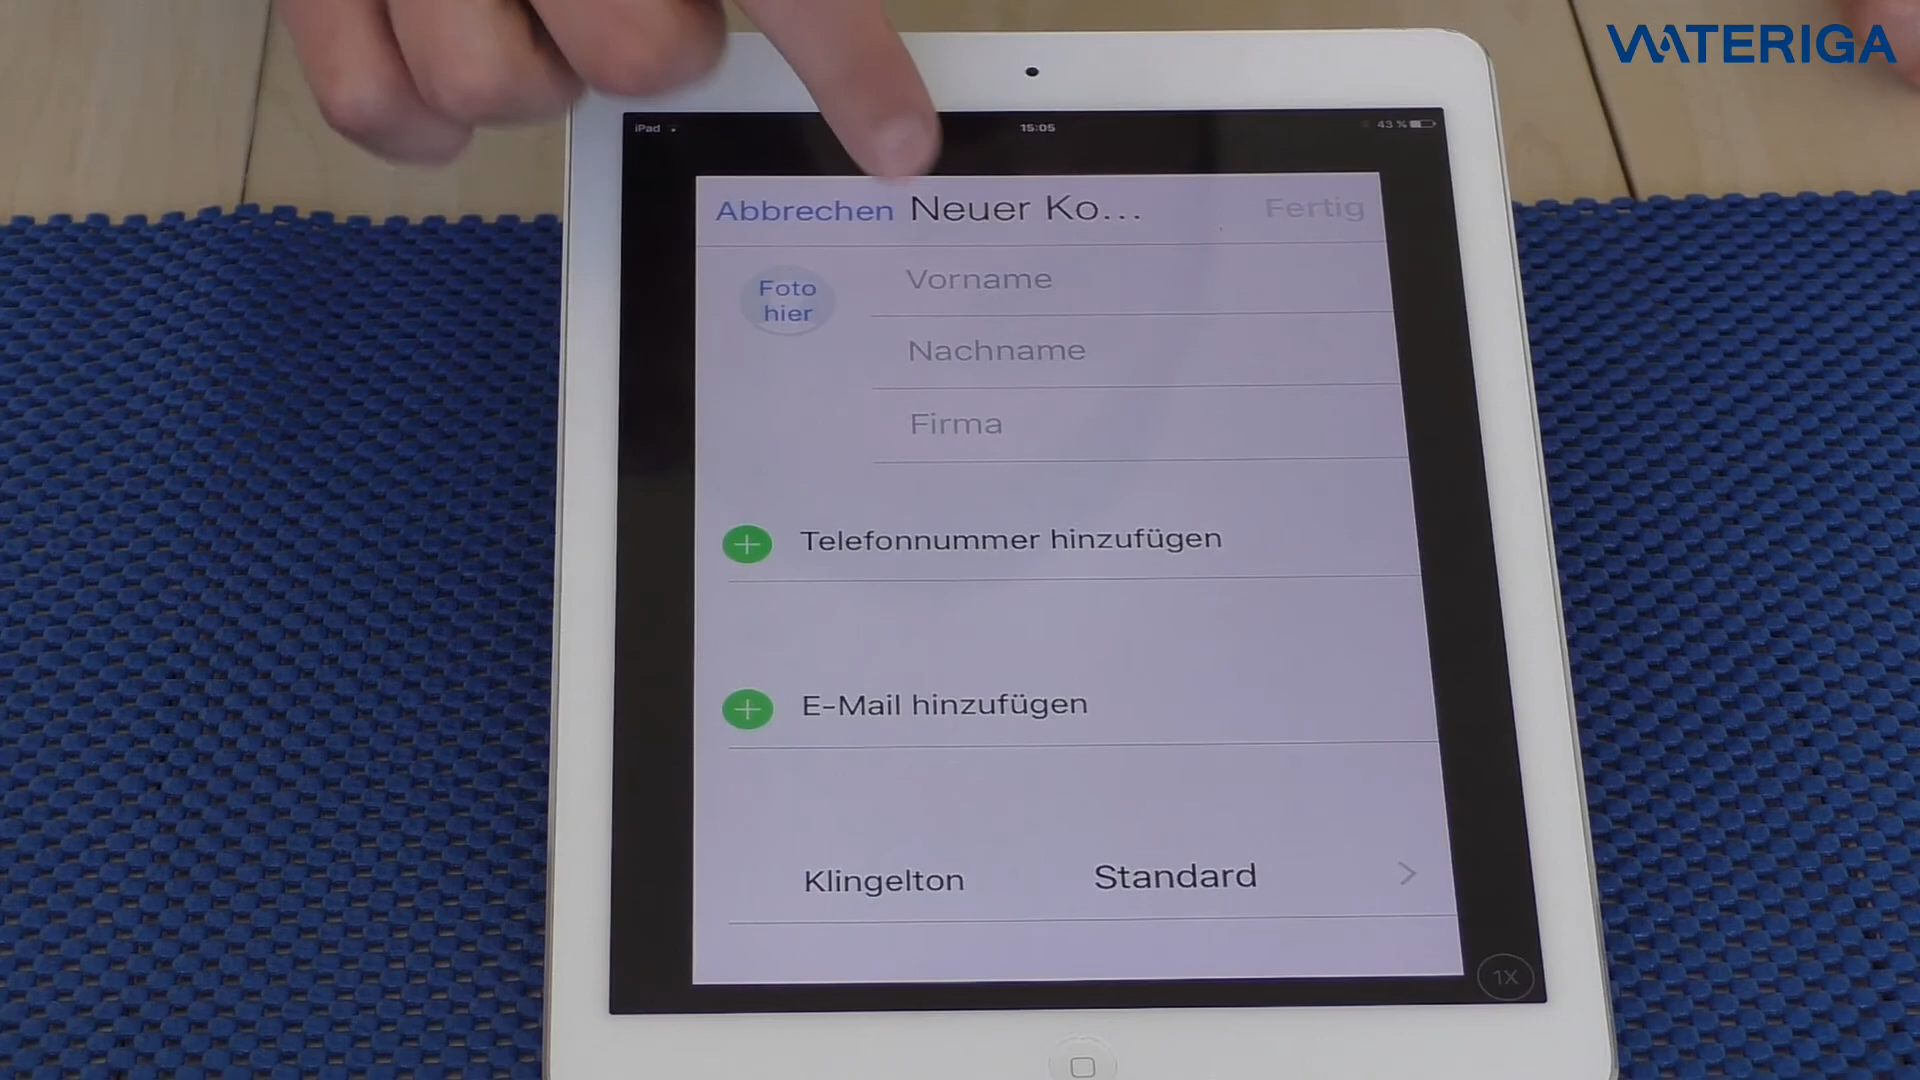 WATERIGA
iPad
15:05
43 %
Abbrechen Neuer Ko... Fertig
Foto
hier
Vorname
Nachname
Firma
Telefonnummer hinzufügen
E-Mail hinzufügen
Klingelton Standard
1X